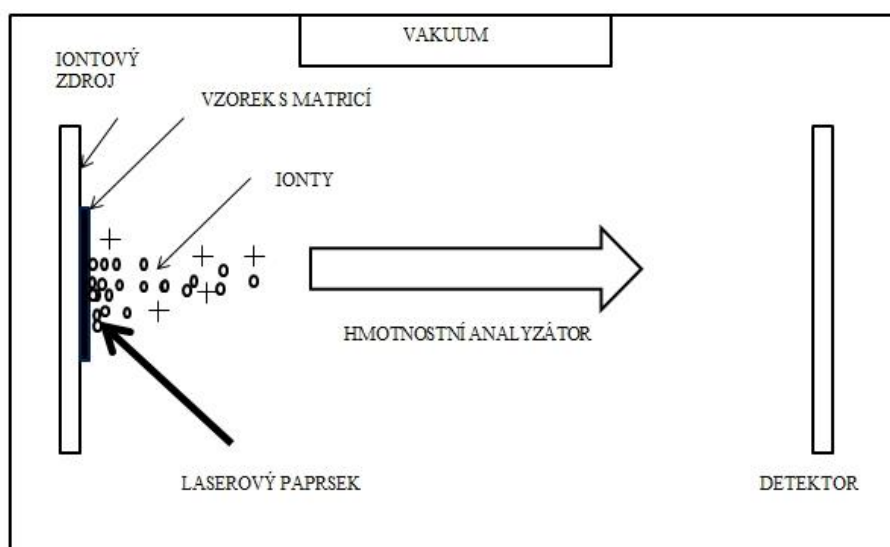 VAKUUM
IONTOVÝ
ZDROJ
VZOREK S MATRICÍ
IONTY
HMOTNOSTNÍ ANALYZÁTOR
LASEROVÝ PAPRSEK
DETEKTOR